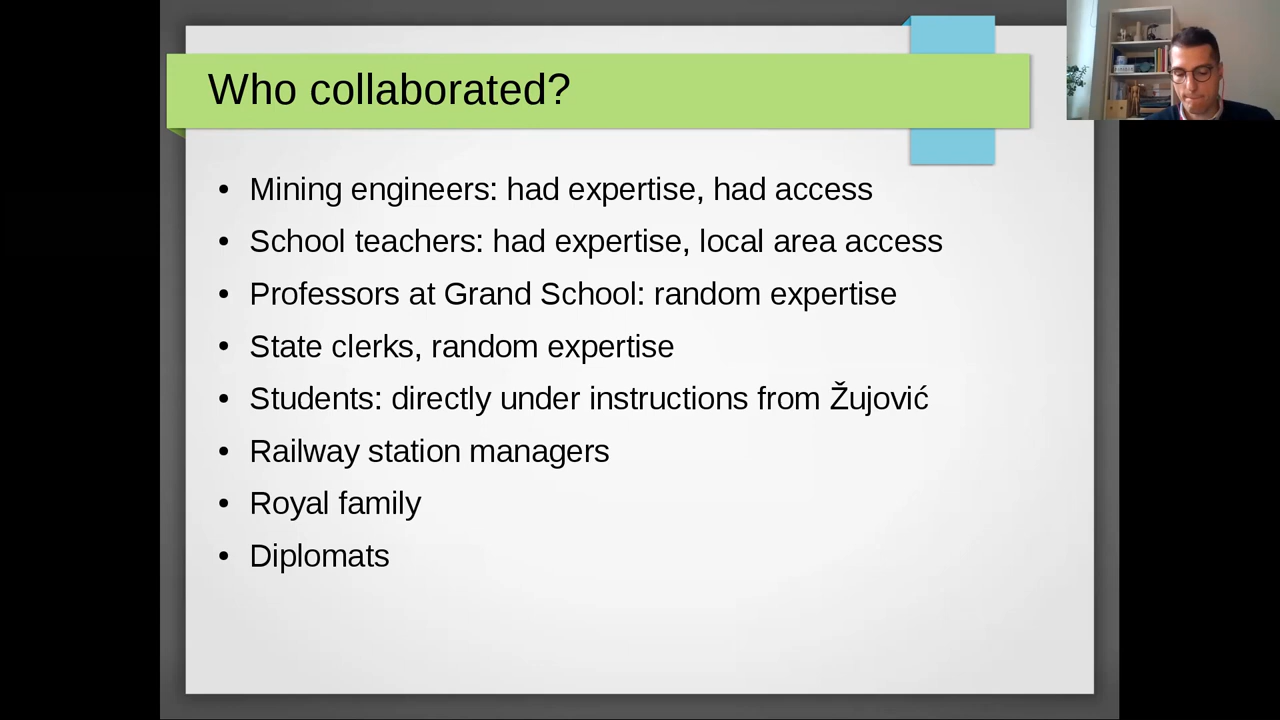 Who collaborated?
• Mining engineers: had expertise, had access
• School teachers: had expertise, local area access
• Professors at Grand School: random expertise
• State clerks, random expertise
• Students: directly under instructions from Žujović
• Railway station managers
• Royal family
• Diplomats